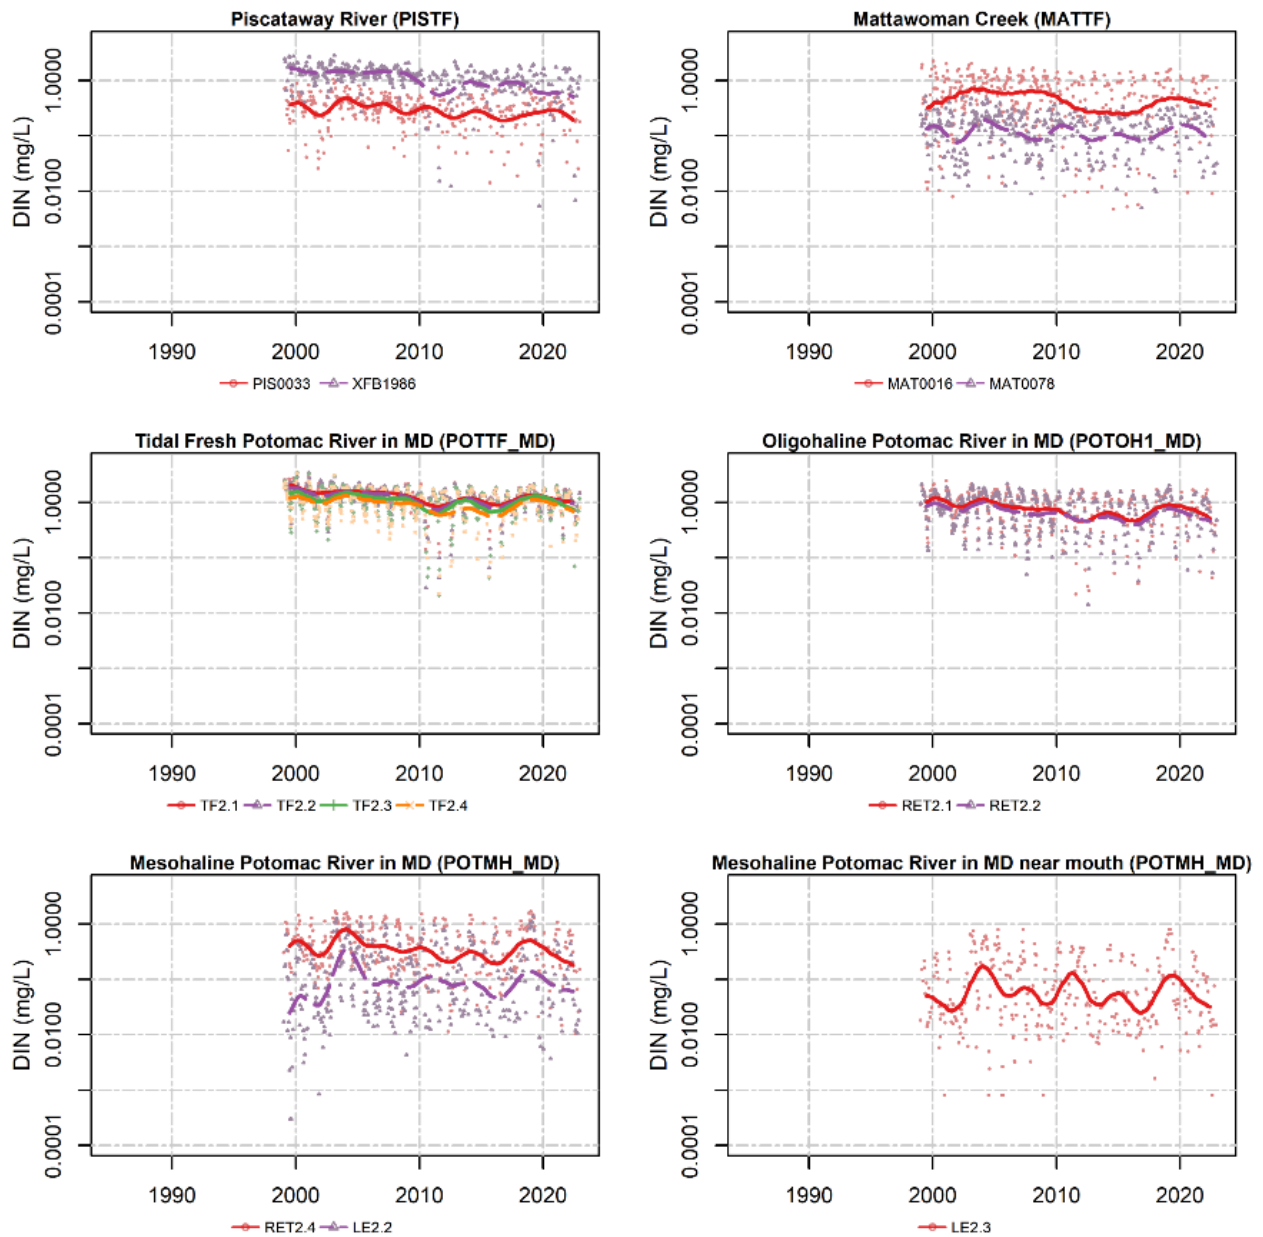 Piscataway River (PISTF)
DIN (mg/L)
1.0000
0.0100
0.0001
1990 2000 2010 2020
PIS0033 XFB1986
Mattawoman Creek (MATTF)
DIN (mg/L)
1.0000
0.0100
0.0001
1990 2000 2010 2020
MAT0016 MAT0078
Tidal Fresh Potomac River in MD (POTTF_MD)
DIN (mg/L)
1.0000
0.0100
0.0001
1990 2000 2010 2020
TF2.1 TF2.2 TF2.3 TF2.4
Oligohaline Potomac River in MD (POTOH1_MD)
DIN (mg/L)
1.0000
0.0100
0.0001
1990 2000 2010 2020
RET2.1 RET2.2
Mesohaline Potomac River in MD (POTMH_MD)
DIN (mg/L)
1.0000
0.0100
0.0001
1990 2000 2010 2020
RET2.4 LE2.2
Mesohaline Potomac River in MD near mouth (POTMH_MD)
DIN (mg/L)
1.0000
0.0100
0.0001
1990 2000 2010 2020
LE2.3